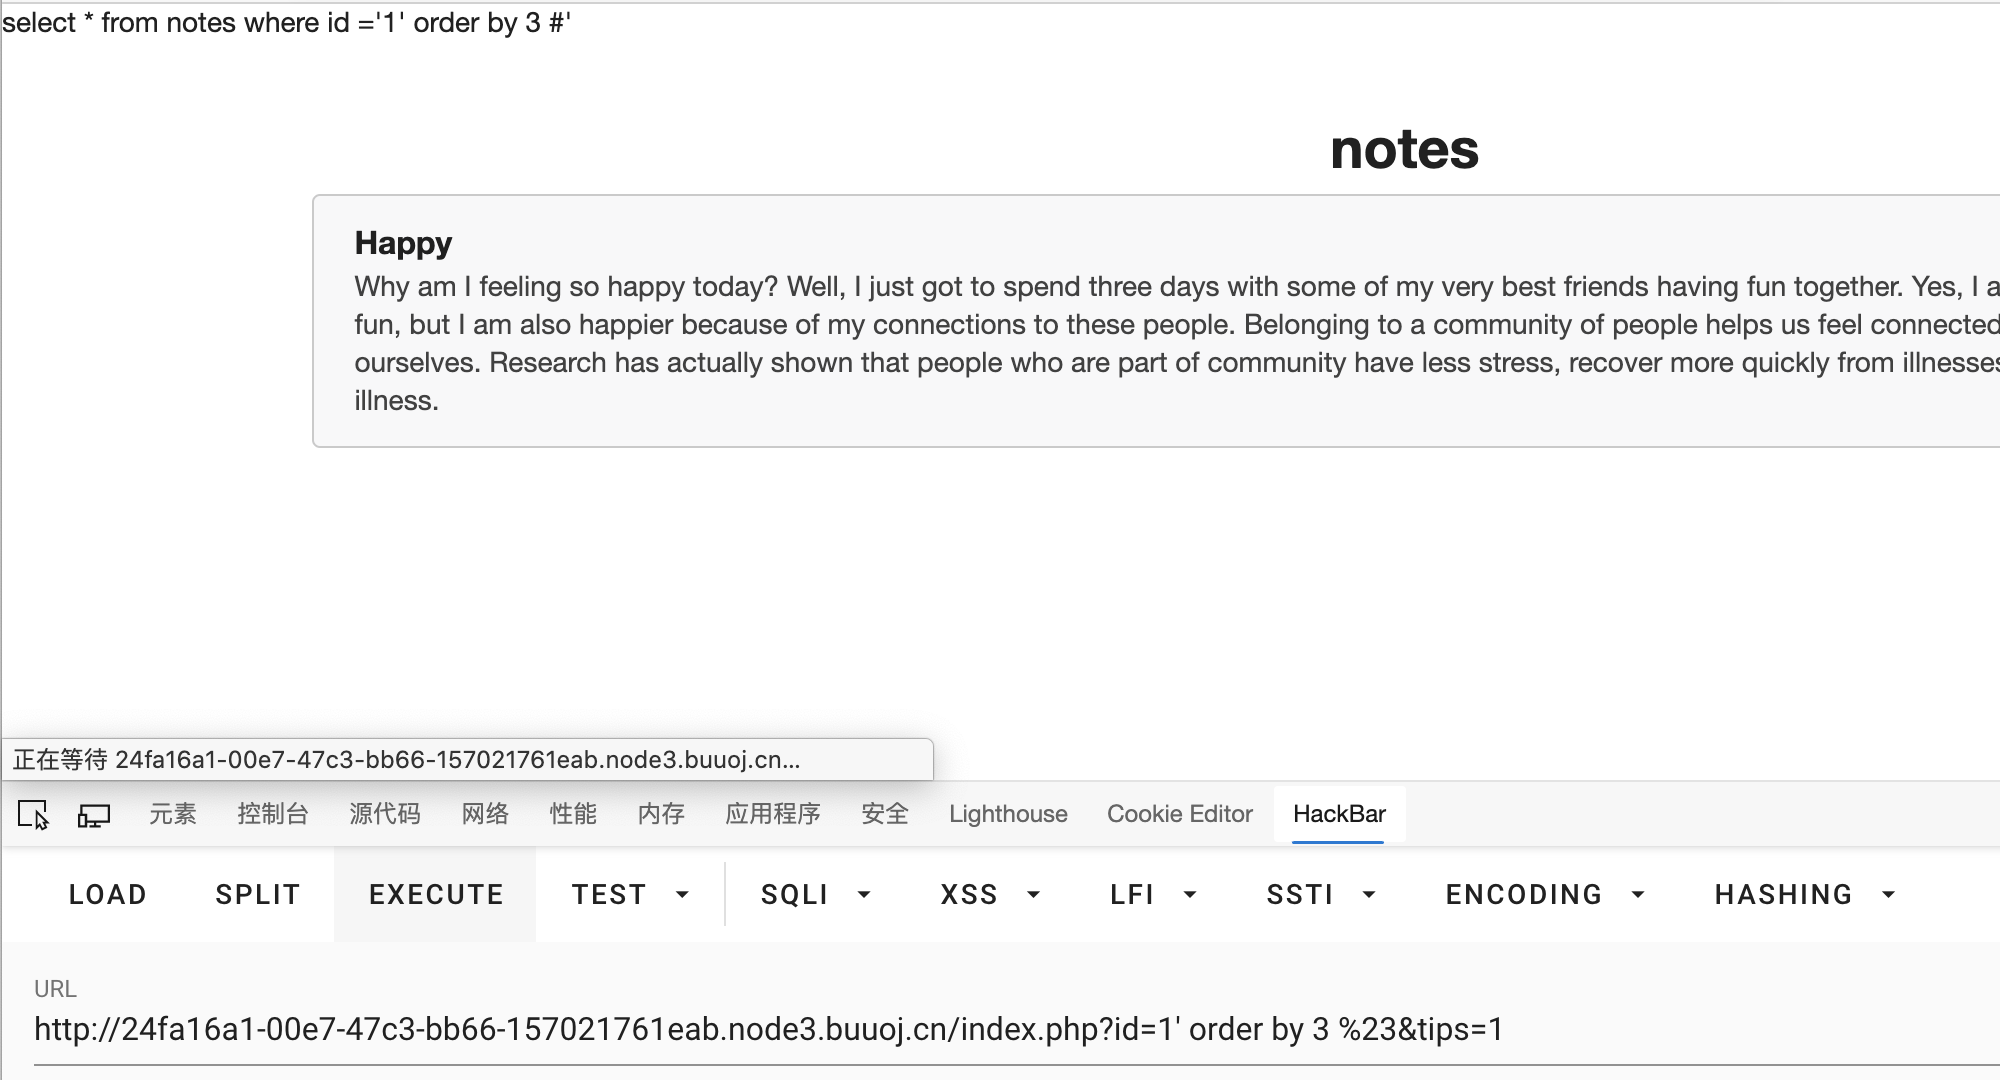 select * from notes where id ='1' order by 3 #'
notes
Happy
Why am I feeling so happy today? Well, I just got to spend three days with some of my very best friends having fun together. Yes, I a
fun, but I am also happier because of my connections to these people. Belonging to a community of people helps us feel connected
ourselves. Research has actually shown that people who are part of community have less stress, recover more quickly from illnesses
illness.
正在等待 24fa16a1-00e7-47c3-bb66-157021761eab.node3.buuoj.cn...
元素 控制台 源代码 网络 性能 内存 应用程序 安全 Lighthouse Cookie Editor HackBar
LOAD SPLIT EXECUTE TEST SQLI XSS LFI SSTI ENCODING HASHING
URL
http://24fa16a1-00e7-47c3-bb66-157021761eab.node3.buuoj.cn/index.php?id=1' order by 3 %23&tips=1